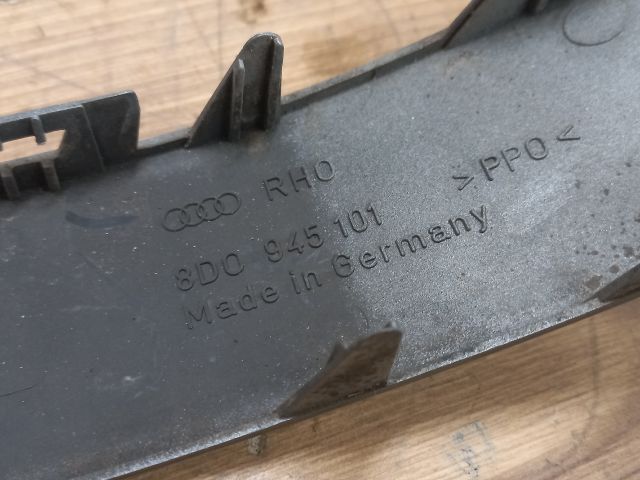 RHO
8D0 945 101
Made in Germany
>PPO<